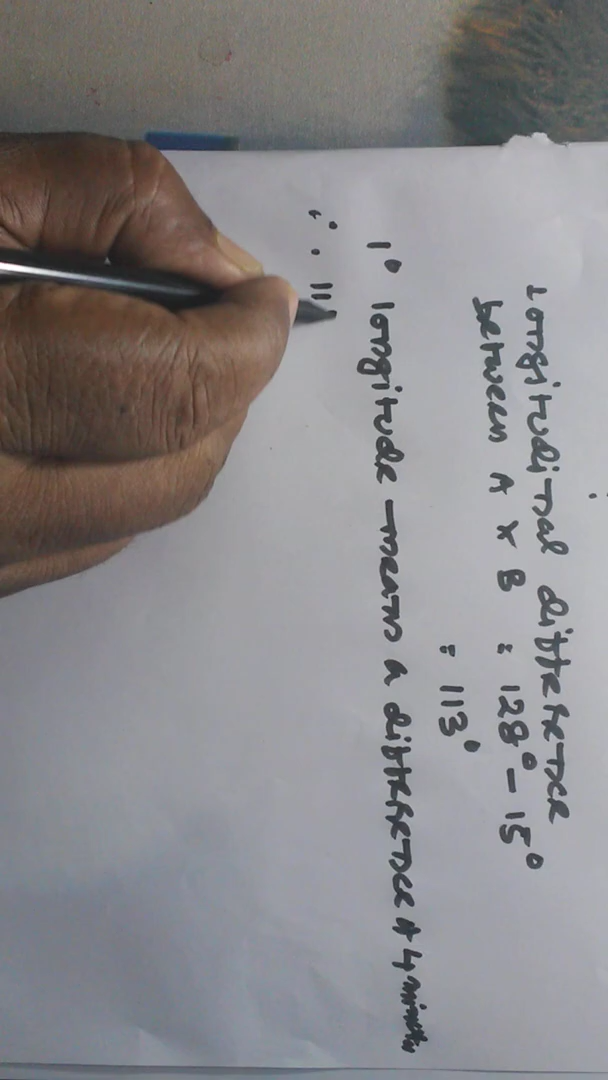 Longitudinal difference
between A & B = 128° - 15°
= 113°
1° longitude means a difference of 4 minutes
∴ 11